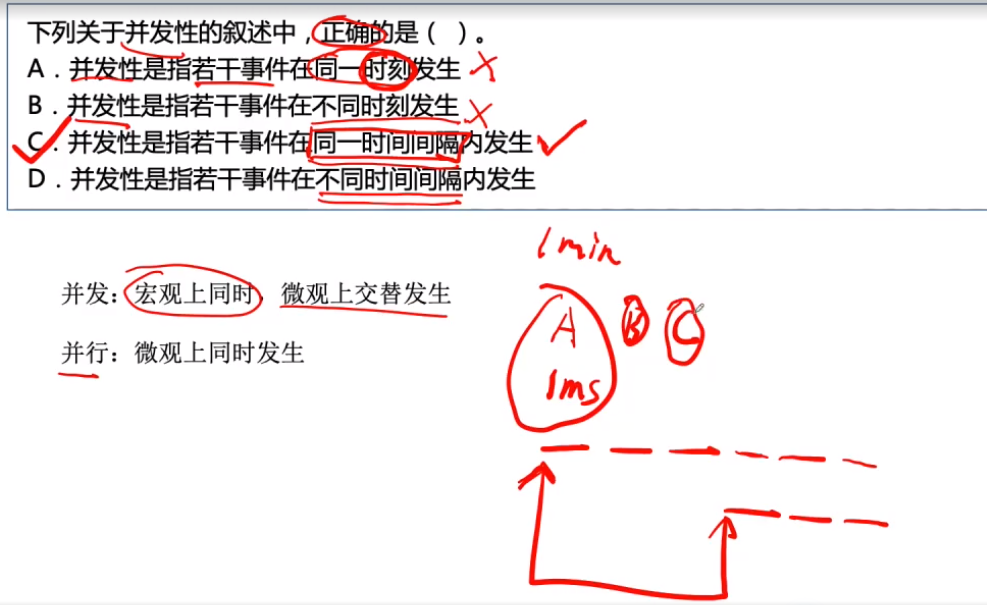 下列关于并发性的叙述中，正确的是（ ）。
A．并发性是指若干事件在同一时刻发生
B．并发性是指若干事件在不同时刻发生
C．并发性是指若干事件在同一时间间隔内发生
D．并发性是指若干事件在不同时间间隔内发生
1min
并发：宏观上同时，微观上交替发生
A B C
并行：微观上同时发生
1ms